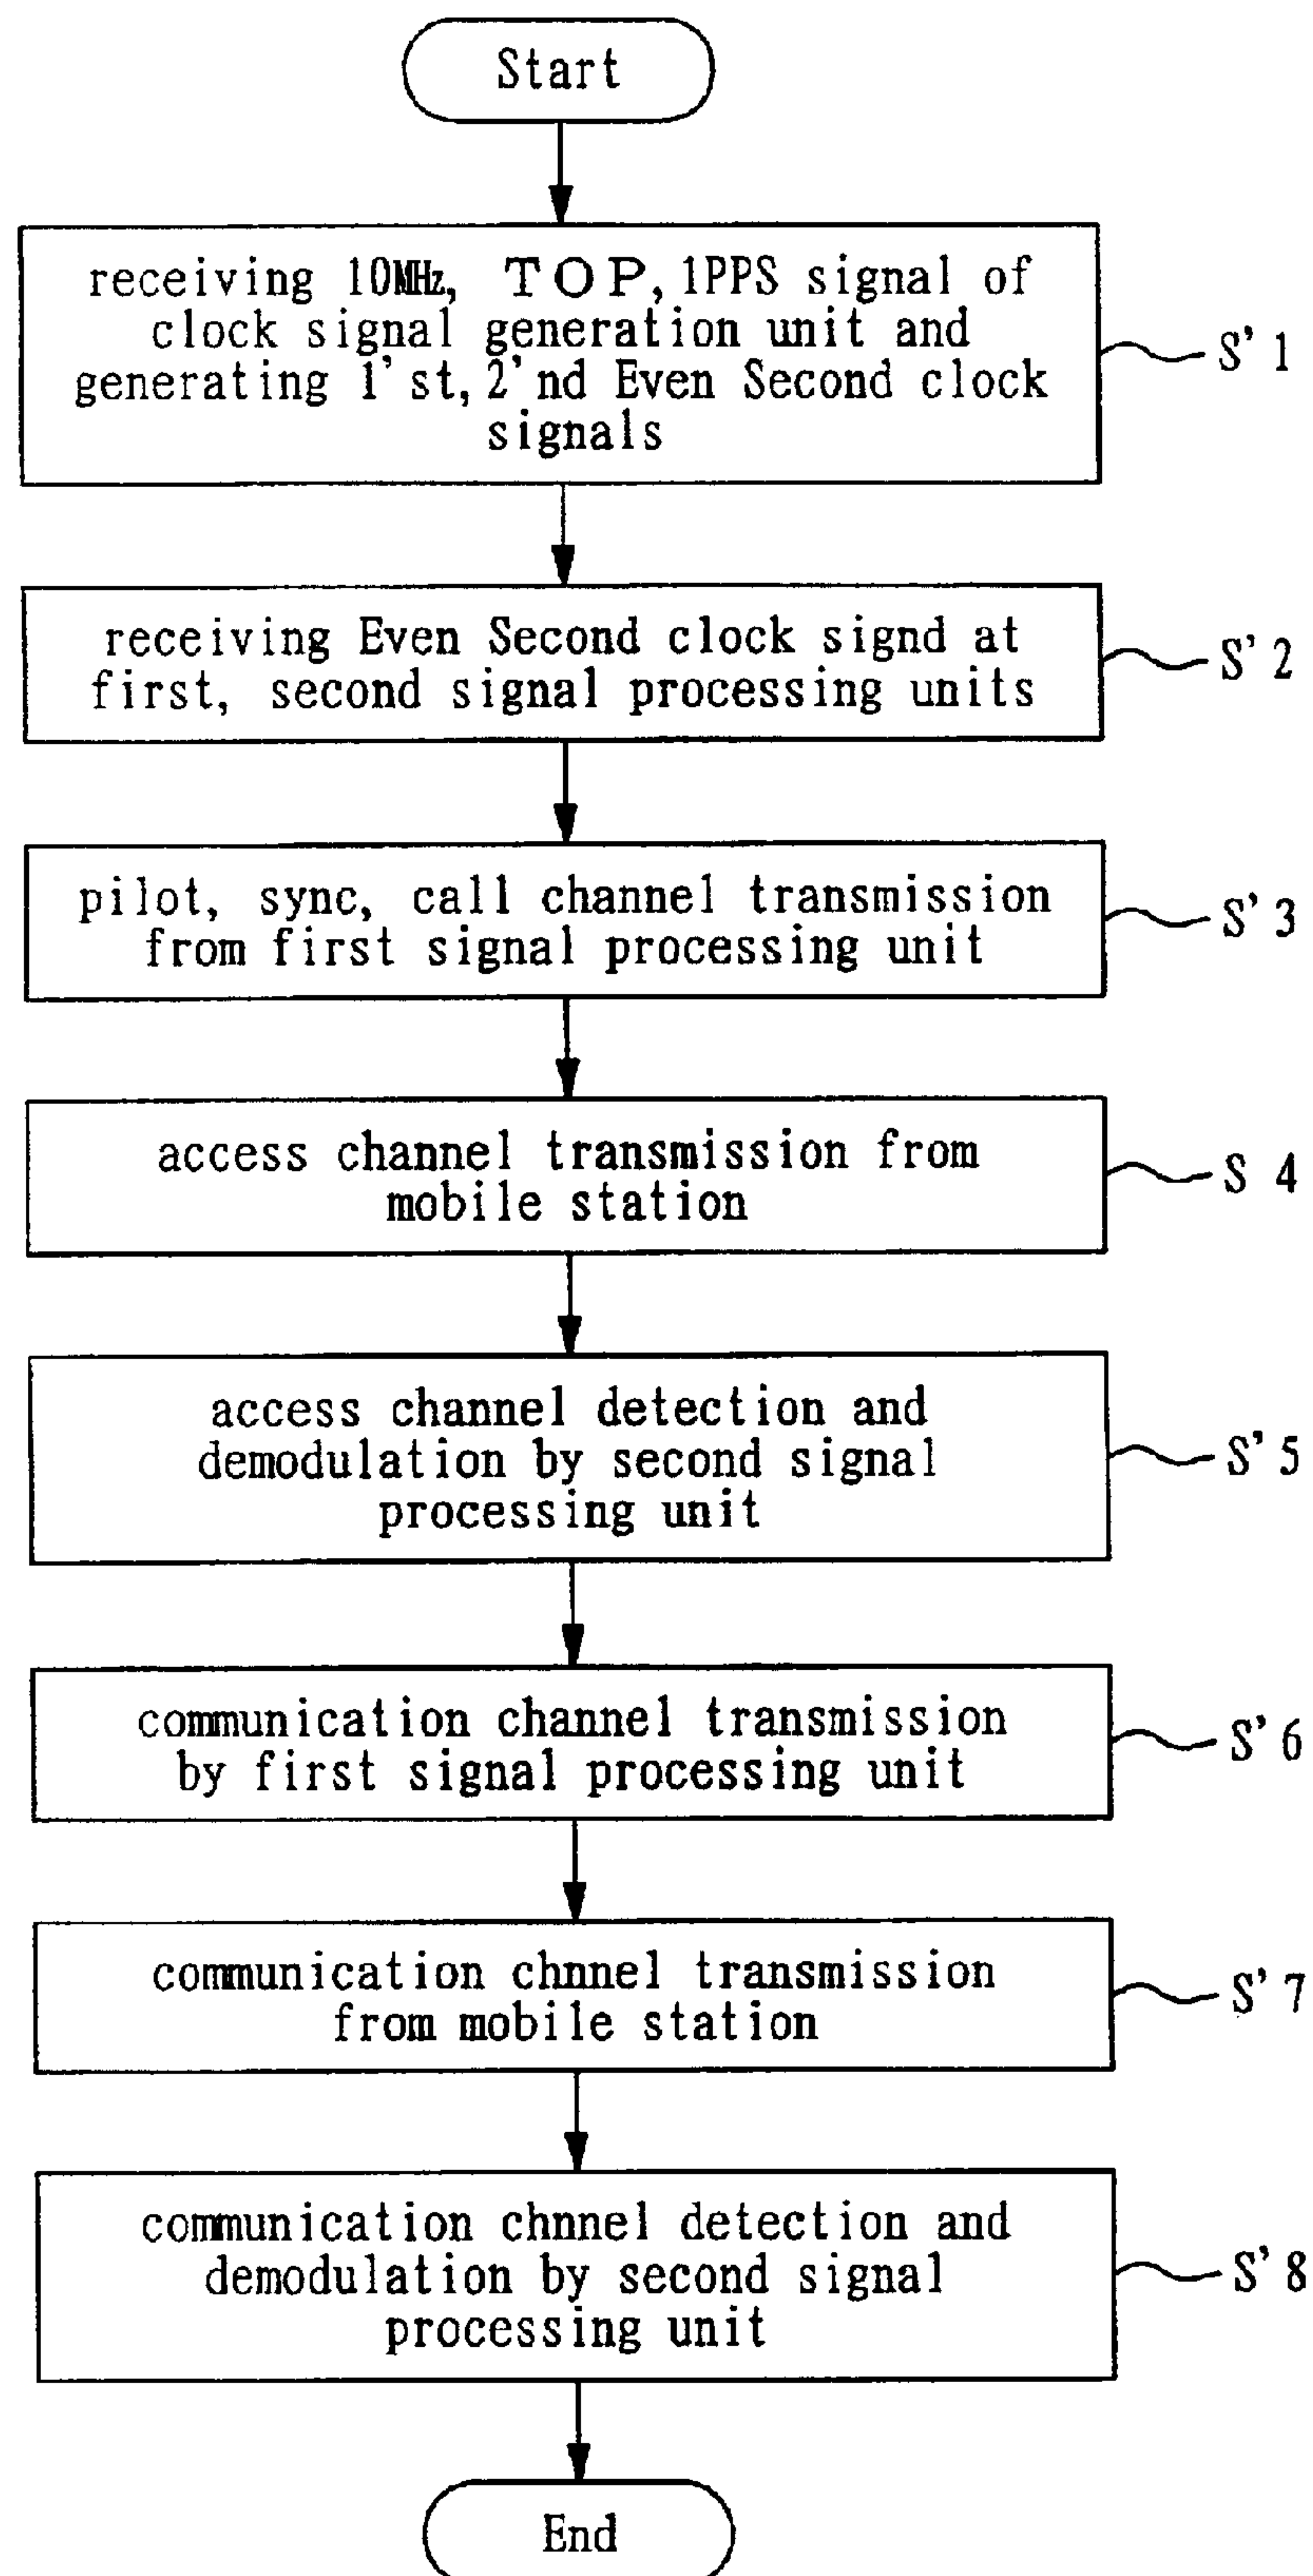 Start
receiving 10MHz, TOP, 1PPS signal of
clock signal generation unit and
generating 1'st, 2'nd Even Second clock
signals
S'1
receiving Even Second clock signd at
first, second signal processing units
S'2
pilot, sync, call channel transmission
from first signal processing unit
S'3
access channel transmission from
mobile station
S 4
access channel detection and
demodulation by second signal
processing unit
S'5
communication channel transmission
by first signal processing unit
S'6
communication chnnel transmission
from mobile station
S'7
communication chnnel detection and
demodulation by second signal
processing unit
S'8
End